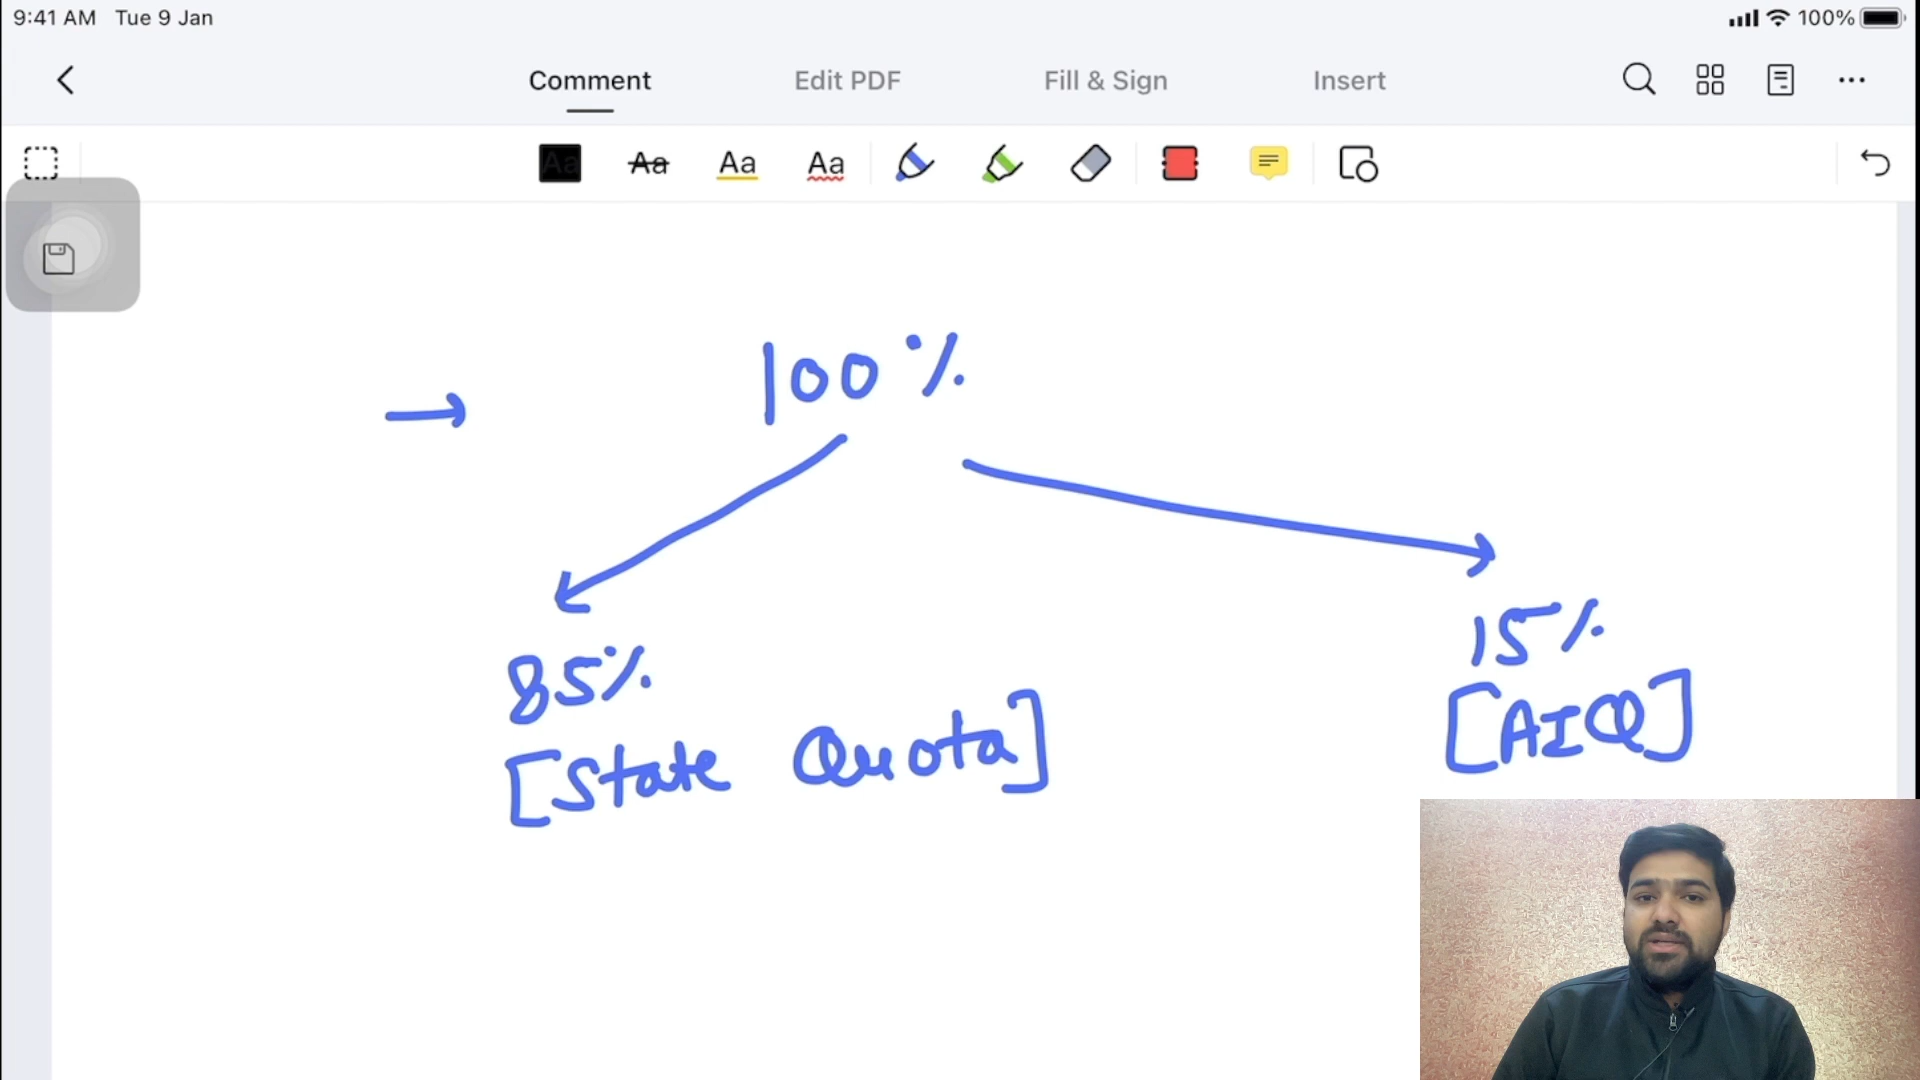 9:41 AM Tue 9 Jan 100%
Comment Edit PDF Fill & Sign Insert
Aa Aa Aa Aa
→ 100%
85% 15%
[State Quota] [AIQ]